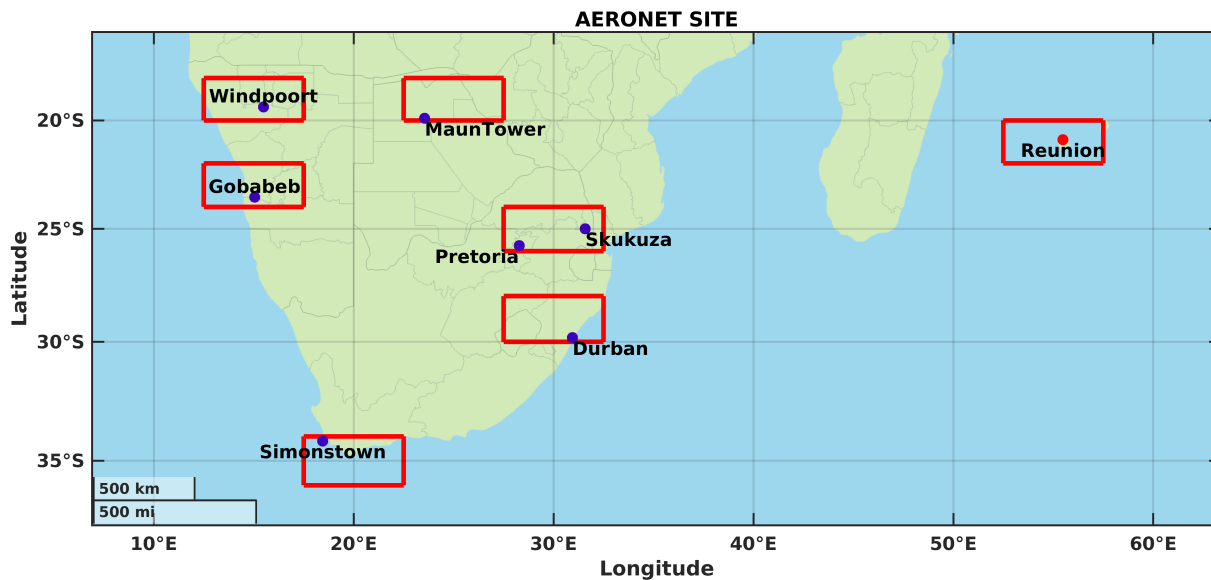 AERONET SITE
Windpoort
20°S
MaunTower
Reunion
Gobabeb
25°S
Skukuza
Pretoria
Latitude
30°S
Durban
Simonstown
35°S
500 km
500 mi
10°E
20°E
30°E
40°E
50°E
60°E
Longitude